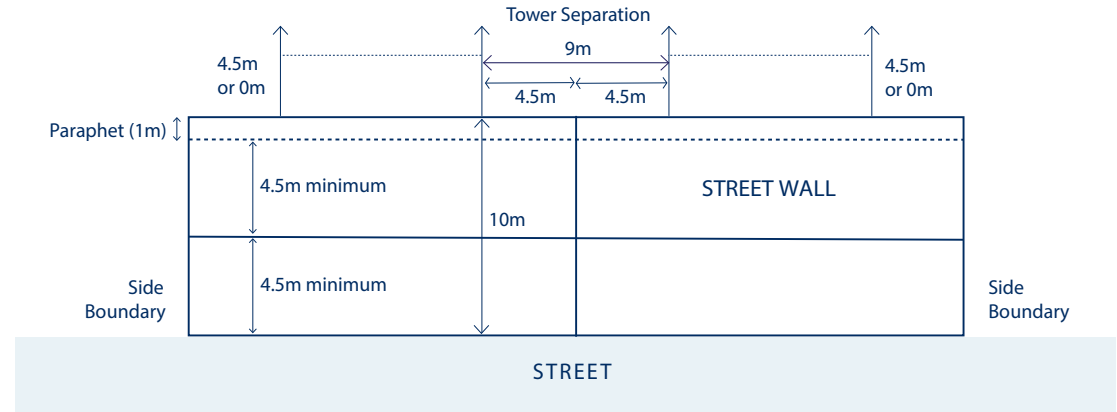 Tower Separation
9m
4.5m
or 0m
4.5m
or 0m
4.5m
4.5m
Paraphet (1m)
4.5m minimum
STREET WALL
10m
4.5m minimum
Side
Boundary
Side
Boundary
STREET